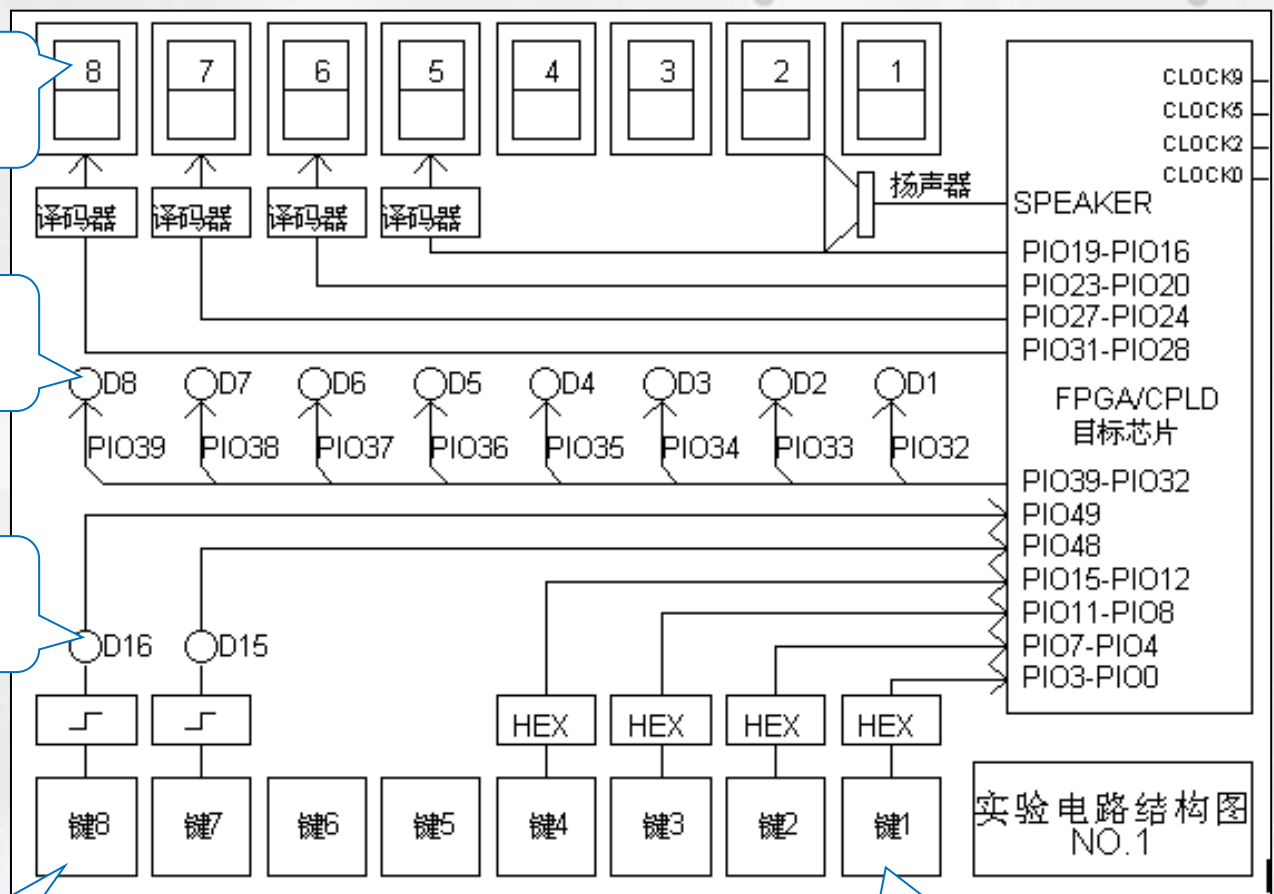 8 7 6 5 4 3 2 1
CLOCK9
CLOCK5
CLOCK2
CLOCK0
扬声器
SPEAKER
译码器 译码器 译码器 译码器
PIO19-PIO16
PIO23-PIO20
PIO27-PIO24
PIO31-PIO28
D8 D7 D6 D5 D4 D3 D2 D1
FPGA/CPLD
目标芯片
PIO39 PIO38 PIO37 PIO36 PIO35 PIO34 PIO33 PIO32
PIO39-PIO32
PIO49
PIO48
PIO15-PIO12
PIO11-PIO8
PIO7-PIO4
PIO3-PIO0
D16 D15
HEX HEX HEX HEX
键8 键7 键6 键5 键4 键3 键2 键1
实验电路结构图
NO.1